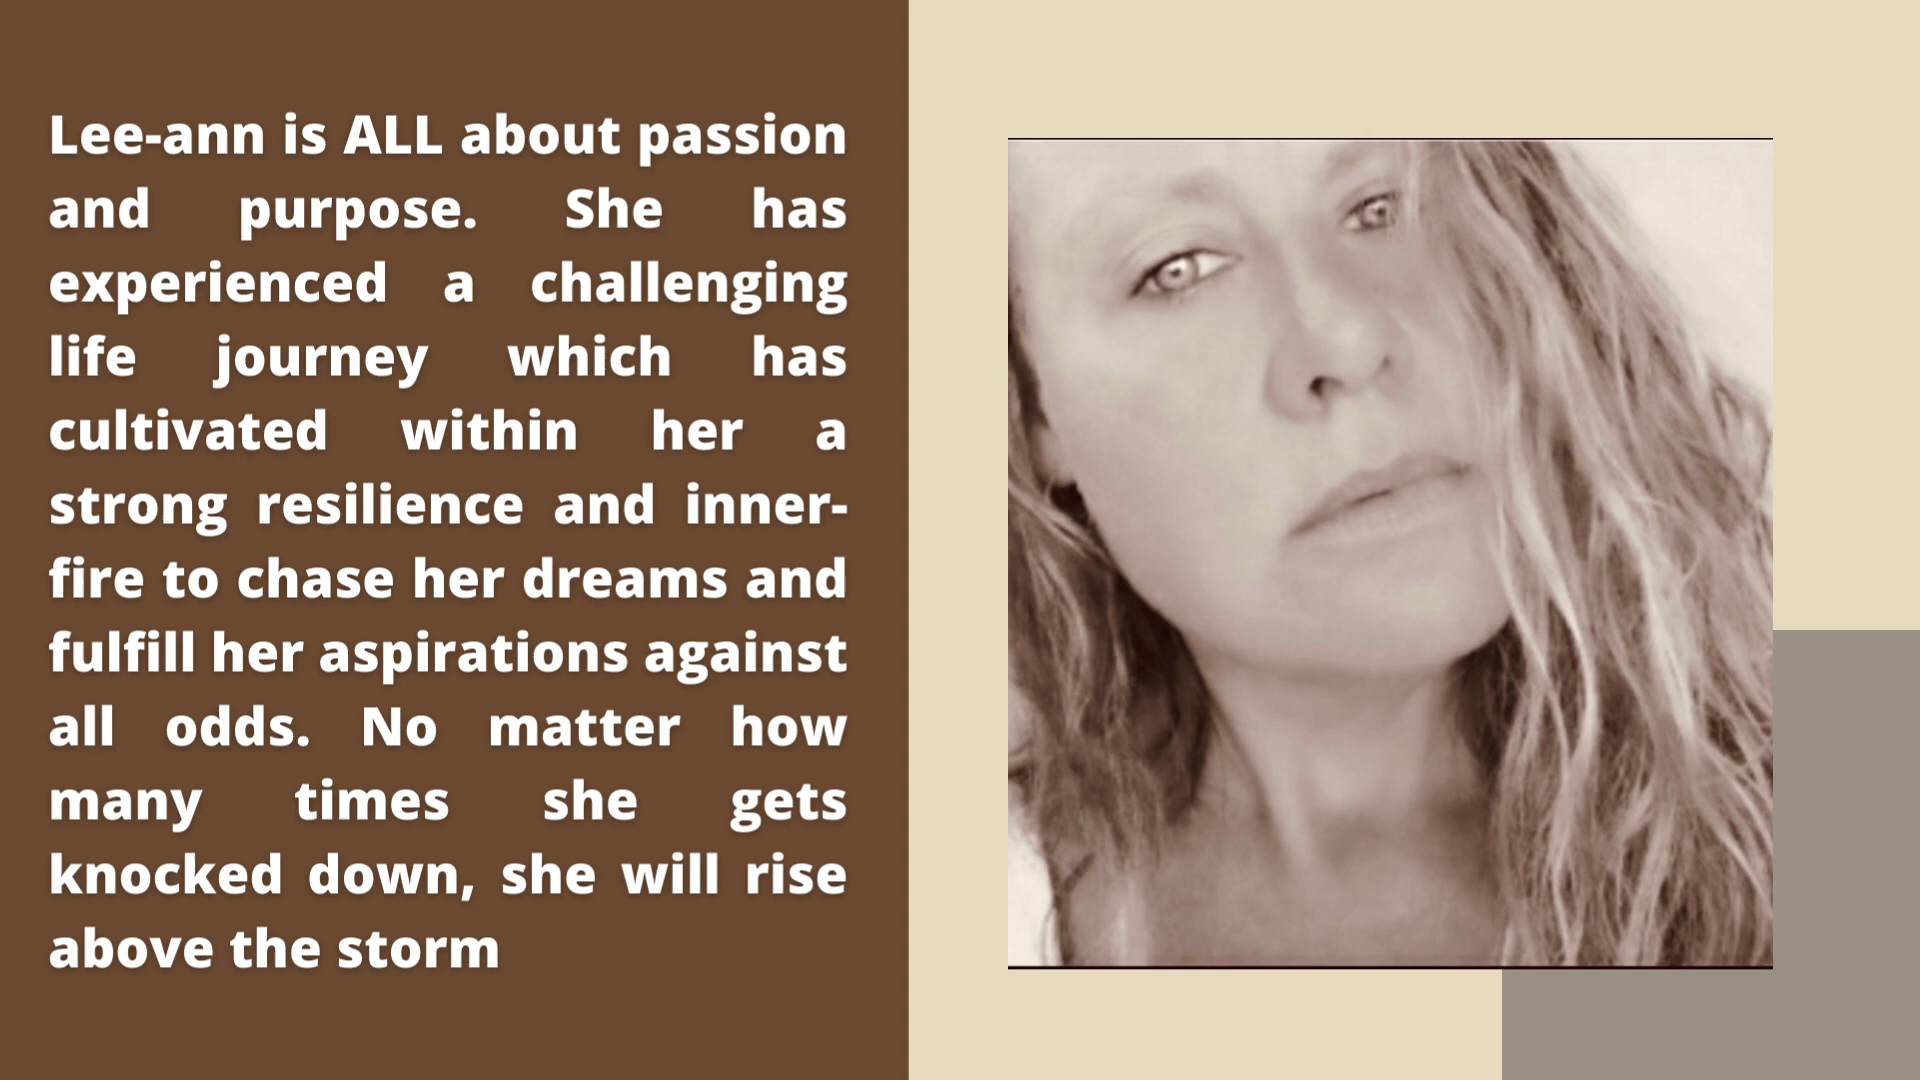 Lee-ann is ALL about passion
and purpose. She has
experienced a challenging
life journey which has
cultivated within her a
strong resilience and inner-
fire to chase her dreams and
fulfill her aspirations against
all odds. No matter how
many times she gets
knocked down, she will rise
above the storm